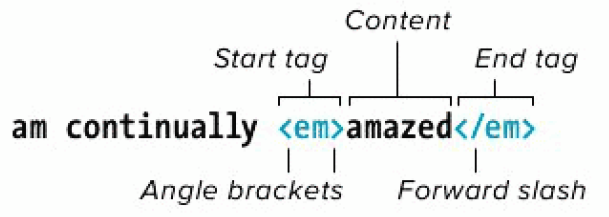 Content
Start tag End tag
am continually <em>amazed</em>
Angle brackets Forward slash